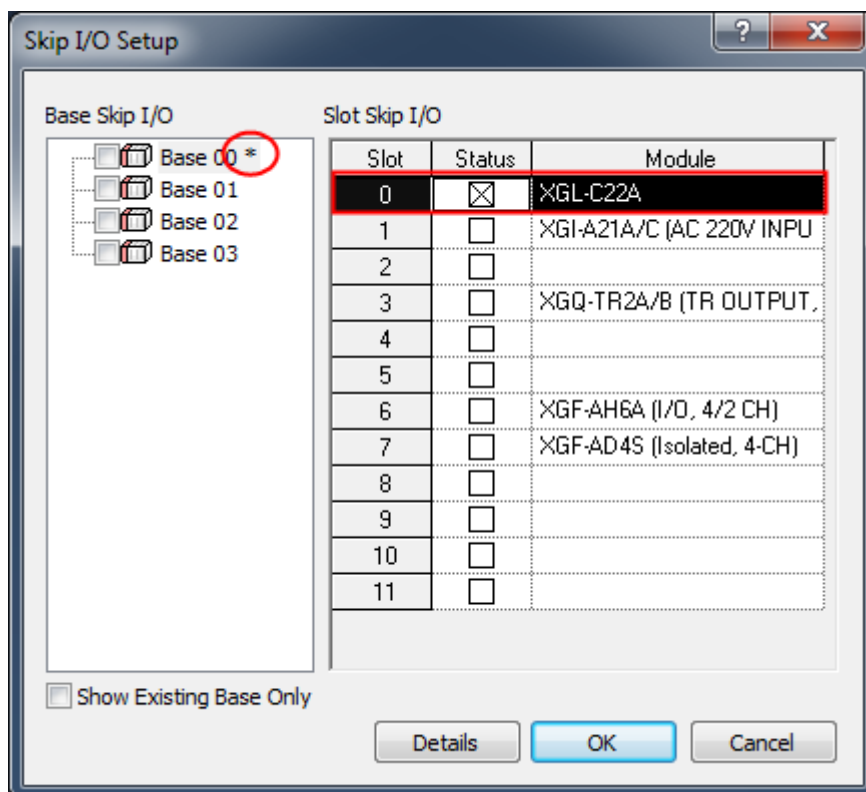 Skip I/O Setup
?
Base Skip I/O
Slot Skip I/O
Base 00 *
Base 01
Base 02
Base 03
Slot Status Module
0 XGL-C22A
1 XGI-A21A/C (AC 220V INPU
2
3 XGQ-TR2A/B (TR OUTPUT,
4
5
6 XGF-AH6A (I/O, 4/2 CH)
7 XGF-AD4S (Isolated, 4-CH)
8
9
10
11
Show Existing Base Only
Details OK Cancel